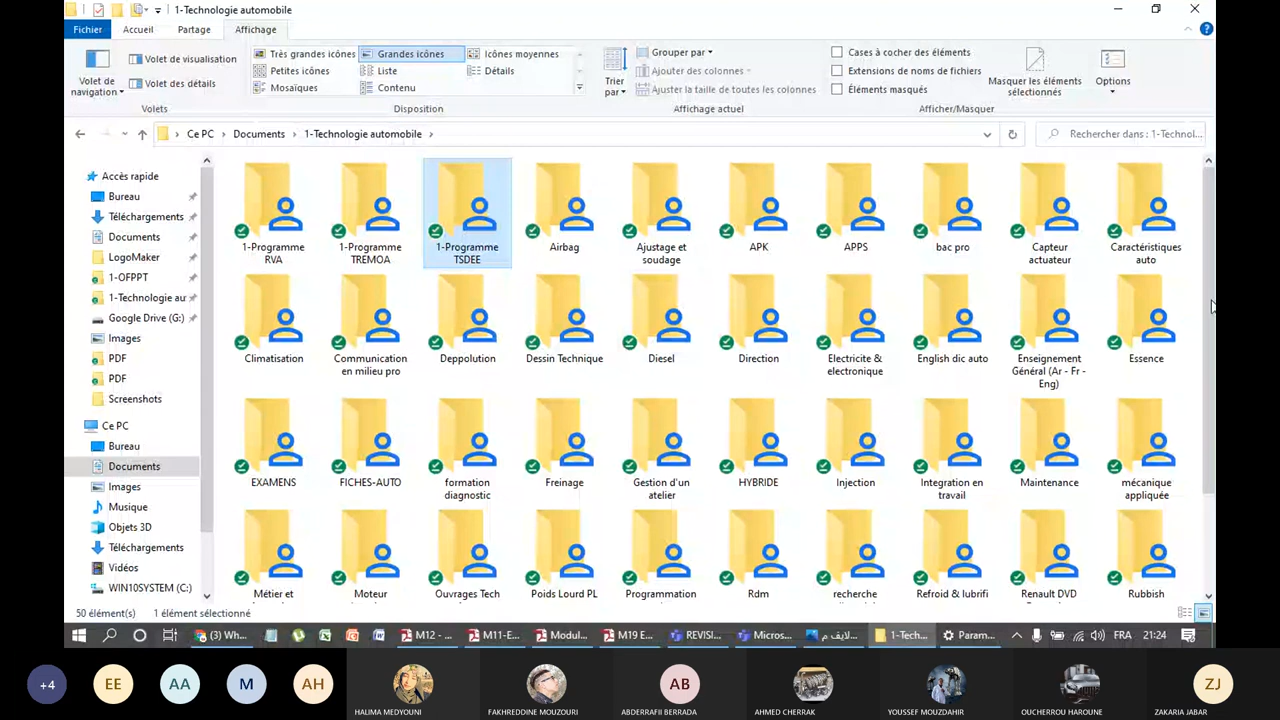 1-Technologie automobile
Fichier Accueil Partage Affichage
Volet de navigation
Volet de visualisation
Volet des détails
Volets
Très grandes icônes Grandes icônes Icônes moyennes
Petites icônes Liste Détails
Mosaïques Contenu
Disposition
Trier par
Grouper par
Ajouter des colonnes
Ajuster la taille de toutes les colonnes
Affichage actuel
Cases à cocher des éléments
Extensions de noms de fichiers
Éléments masqués
Masquer les éléments sélectionnés
Afficher/Masquer
Options
Ce PC > Documents > 1-Technologie automobile >
Rechercher dans : 1-Technol...
Accès rapide
Bureau
Téléchargements
Documents
LogoMaker
1-OFPPT
1-Technologie au
Google Drive (G:)
Images
PDF
PDF
Screenshots
Ce PC
Bureau
Documents
Images
Musique
Objets 3D
Téléchargements
Vidéos
WIN10SYSTEM (C:)
1-Programme RVA
1-Programme TREMOA
1-Programme TSDEE
Airbag
Ajustage et soudage
APK
APPS
bac pro
Capteur actuateur
Caractéristiques auto
Climatisation
Communication en milieu pro
Deppolution
Dessin Technique
Diesel
Direction
Electricite & electronique
English dic auto
Enseignement Général (Ar - Fr - Eng)
Essence
EXAMENS
FICHES-AUTO
formation diagnostic
Freinage
Gestion d'un atelier
HYBRIDE
Injection
Integration en travail
Maintenance
mécanique appliquée
Métier et
Moteur
Ouvrages Tech
Poids Lourd PL
Programmation
Rdm
recherche
Refroid & lubrifi
Renault DVD
Rubbish
50 élément(s) 1 élément sélectionné
(3) Wh...
M12 - ...
M11-E...
Modul...
M19 E...
REVISI...
Micros...
لايف م...
1-Tech...
Param...
FRA 21:24
+4 EE AA M AH AB ZJ
HALIMA MEDYOUNI FAKHREDDINE MOUZOURI ABDERRAFII BERRADA AHMED CHERRAK YOUSSEF MOUZDAHIR OUCHERROU HAROUNE ZAKARIA JABAR